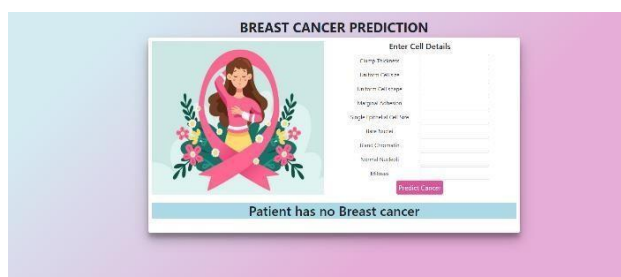 BREAST CANCER PREDICTION
Enter Cell Details
Clump Thickness
Uniform Cell size
Uniform Cell shape
Marginal Adhesion
Single Epithelial Cell Size
Bare Nuclei
Bland Chromatin
Normal Nucleoli
Mitoses
Predict Cancer
Patient has no Breast cancer